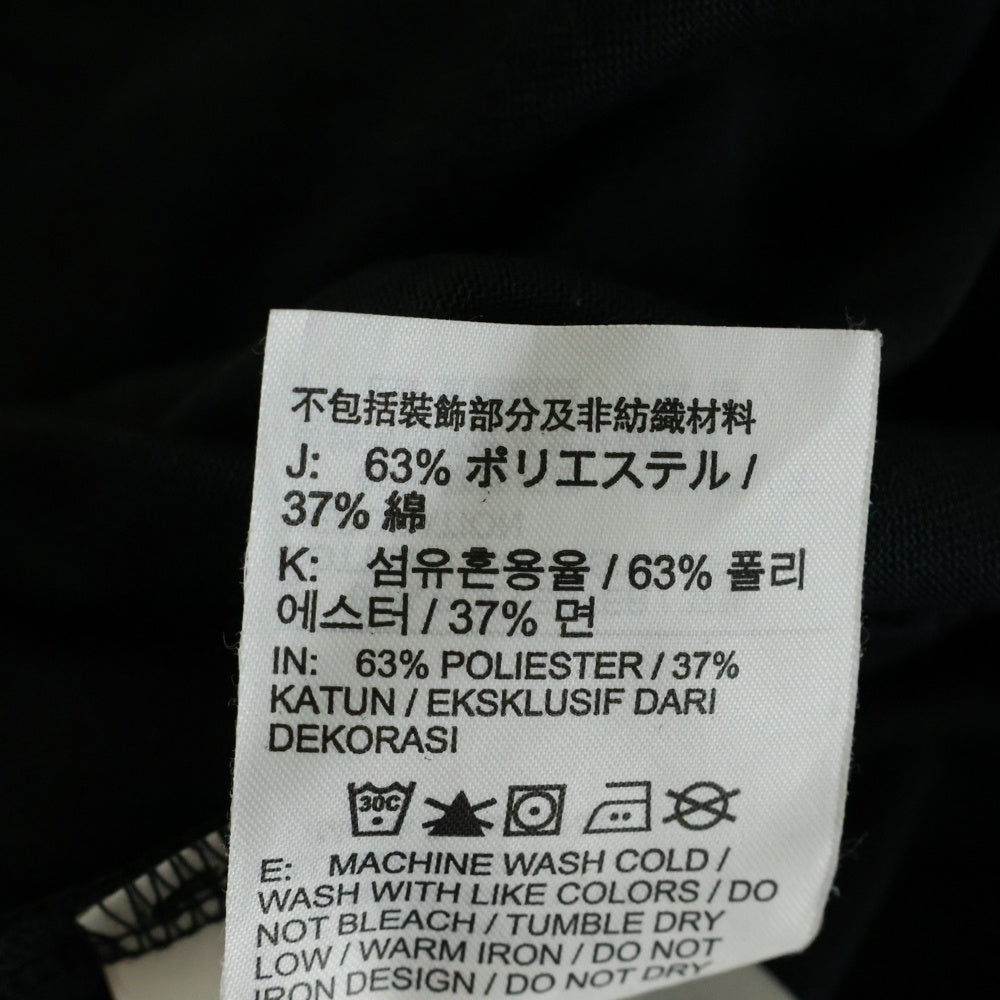 不包括裝飾部分及非紡織材料
J: 63% ポリエステル /
37% 綿
K: 섬유혼용율 / 63% 폴리
에스터 / 37% 면
IN: 63% POLIESTER / 37%
KATUN / EKSKLUSIF DARI
DEKORASI
30C
E: MACHINE WASH COLD /
WASH WITH LIKE COLORS / DO
NOT BLEACH / TUMBLE DRY
LOW / WARM IRON / DO NOT
IRON DESIGN / DO NOT DRY